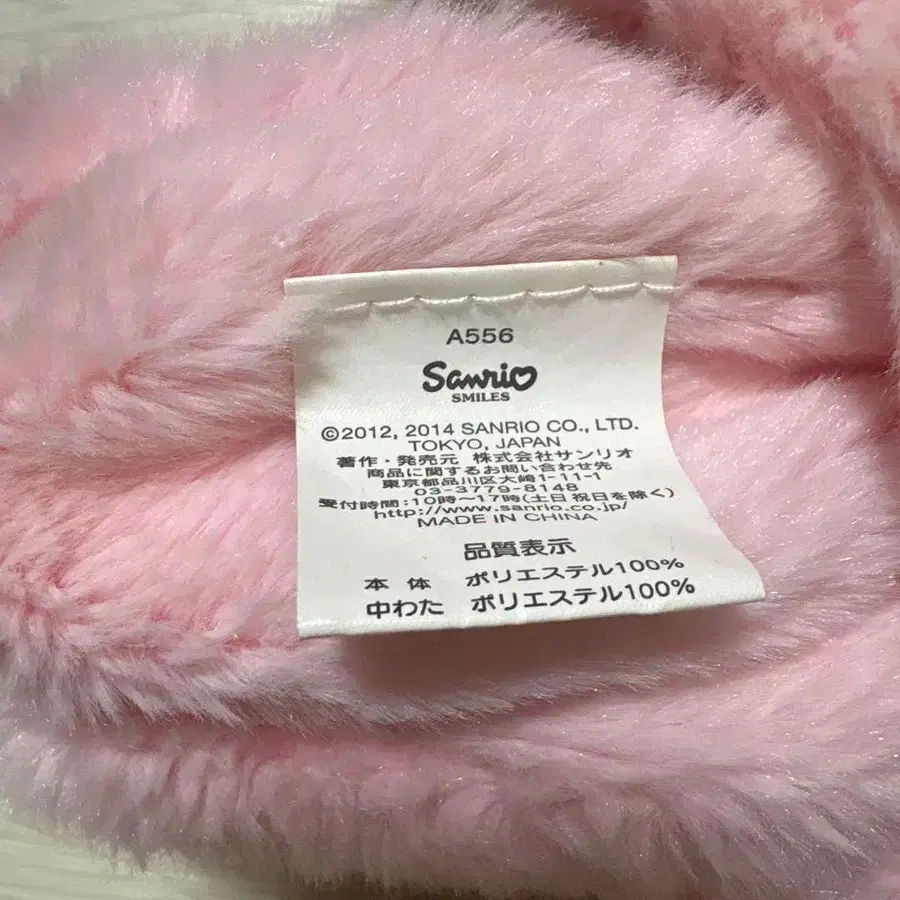 A556
Sanrio
SMILES
©2012, 2014 SANRIO CO., LTD.
TOKYO, JAPAN
著作・発売元 株式会社サンリオ
商品に関するお問い合わせ先
東京都品川区大崎1-11-1
03-3779-8148
受付時間：10時～17時(土日祝日を除く)
http://www.sanrio.co.jp/
MADE IN CHINA
品質表示
本体 ポリエステル100%
中わた ポリエステル100%